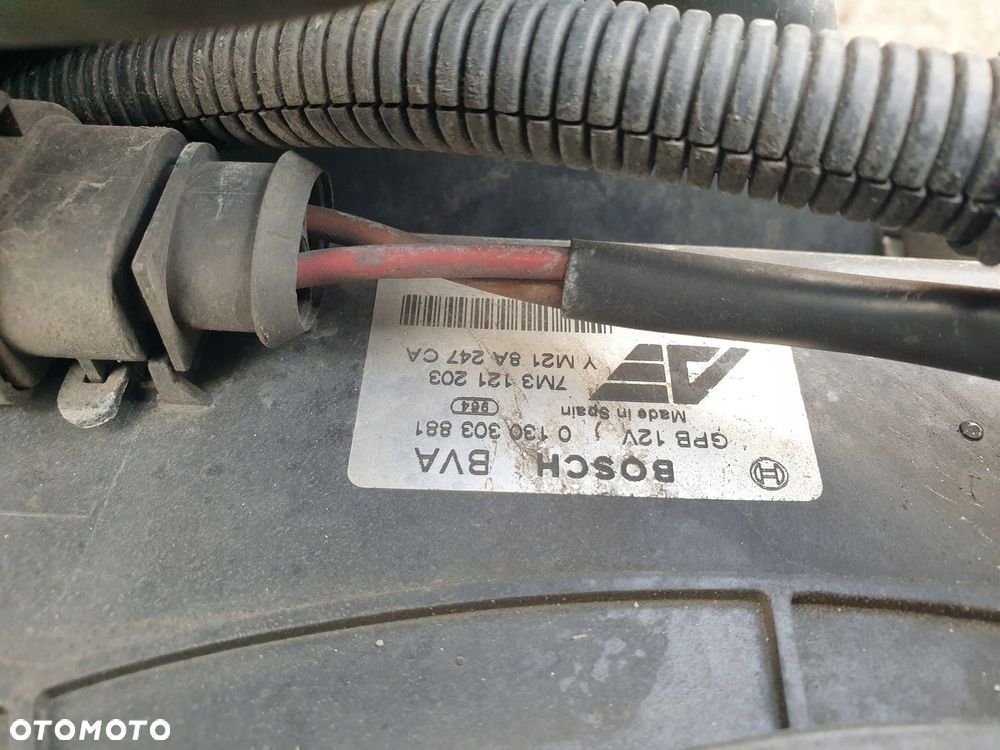 BOSCH BVA
GPB 12V ) 0 130 303 881
Made in Spain 964
7M3 121 203
Y M21 8A 247 CA
OTOMOTO